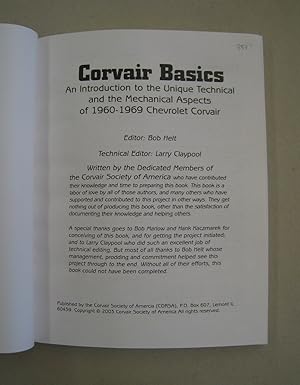 Corvair Basics
An Introduction to the Unique Technical
and the Mechanical Aspects
of 1960-1969 Chevrolet Corvair
Editor: Bob Helt
Technical Editor: Larry Claypool
Written by the Dedicated Members of
the Corvair Society of America who have contributed
their knowledge and time to preparing this book. This book is a
labor of love by all of those authors, and many others who have
supported and contributed to this project in other ways. They get
nothing out of producing this book, other than the satisfaction of
documenting their knowledge and helping others.
A special thanks goes to Bob Marlow and Hank Kaczmarek for
conceiving of this book, and for getting the project initiated;
and to Larry Claypool who did such an excellent job of
technical editing. But most of all thanks to Bob Helt whose
management, prodding and commitment helped see this
project through to the end. Without all of their efforts, this
book could not have been completed.
Published by the Corvair Society of America (CORSA), P.O. Box 607, Lemont IL
60439. Copyright © 2003 Corvair Society of America All rights reserved.